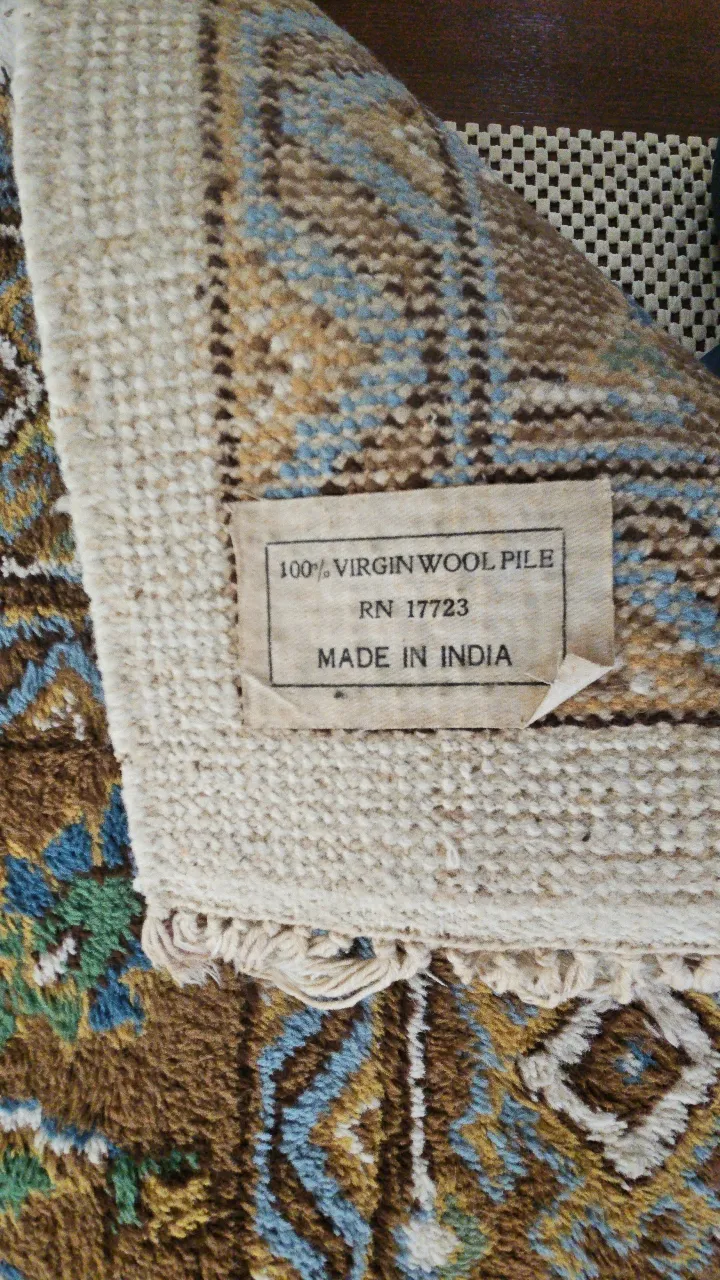 100% VIRGIN WOOL PILE
RN 17723
MADE IN INDIA